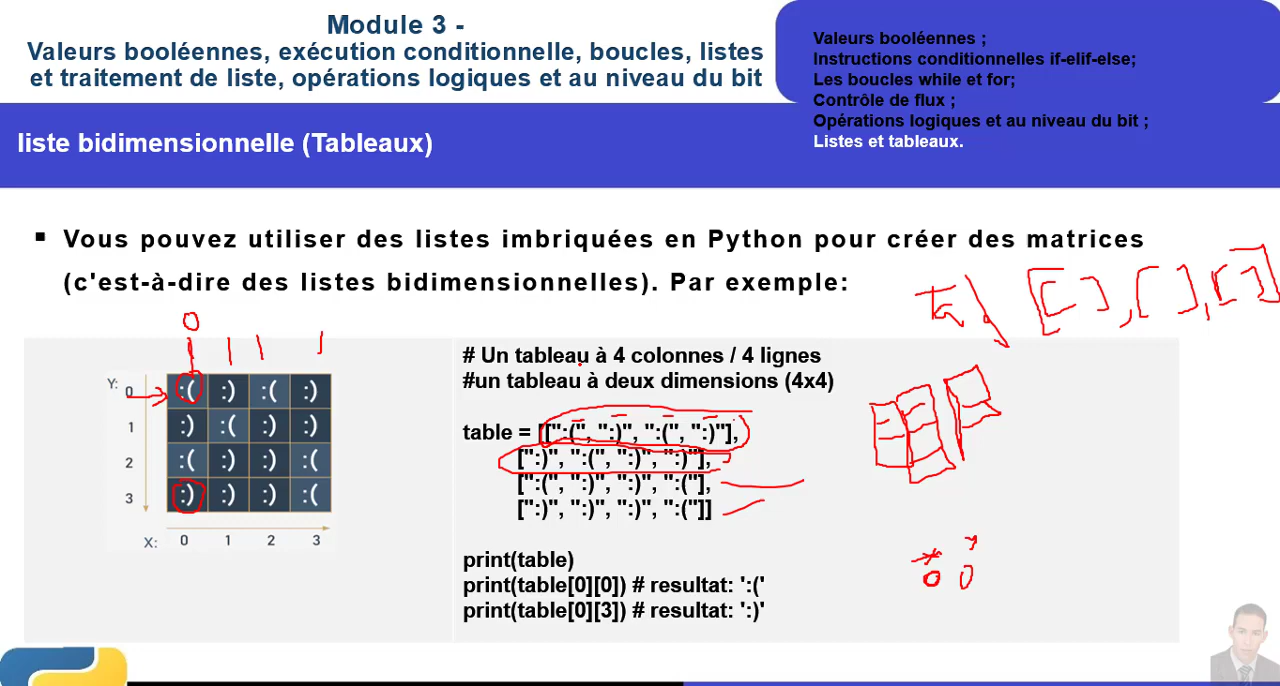 Module 3 -
Valeurs booléennes, exécution conditionnelle, boucles, listes
et traitement de liste, opérations logiques et au niveau du bit
Valeurs booléennes ;
Instructions conditionnelles if-elif-else;
Les boucles while et for;
Contrôle de flux ;
Opérations logiques et au niveau du bit ;
Listes et tableaux.
liste bidimensionnelle (Tableaux)
▪ Vous pouvez utiliser des listes imbriquées en Python pour créer des matrices
(c'est-à-dire des listes bidimensionnelles). Par exemple:
[[ ], [ ], [ ]
0
Y: 0 :( :) :( :)
1 :) :( :) :)
2 :( :) :) :(
3 :) :) :) :(
X: 0 1 2 3
# Un tableau à 4 colonnes / 4 lignes
#un tableau à deux dimensions (4x4)
table = [[":(", ":)", ":(", ":)"],
[":)", ":(", ":)", ":)"],
[":(", ":)", ":)", ":("],
[":)", ":)", ":)", ":("]]
print(table)
print(table[0][0]) # resultat: ':('
print(table[0][3]) # resultat: ':)'
x y
0 0